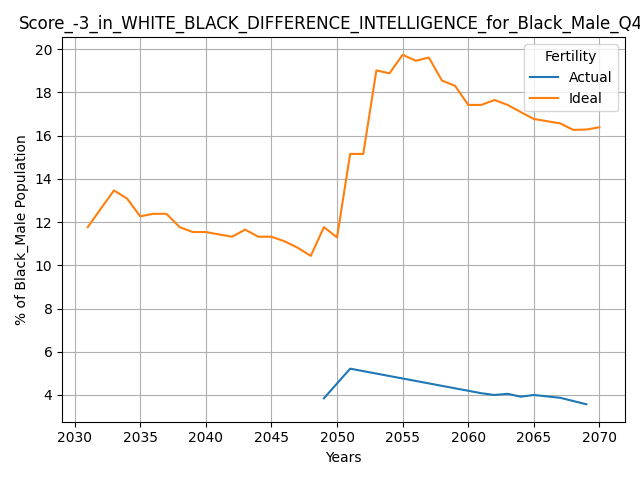 Score_-3_in_WHITE_BLACK_DIFFERENCE_INTELLIGENCE_for_Black_Male_Q4
Fertility
Actual
Ideal
% of Black_Male Population
20
18
16
14
12
10
8
6
4
2030 2035 2040 2045 2050 2055 2060 2065 2070
Years